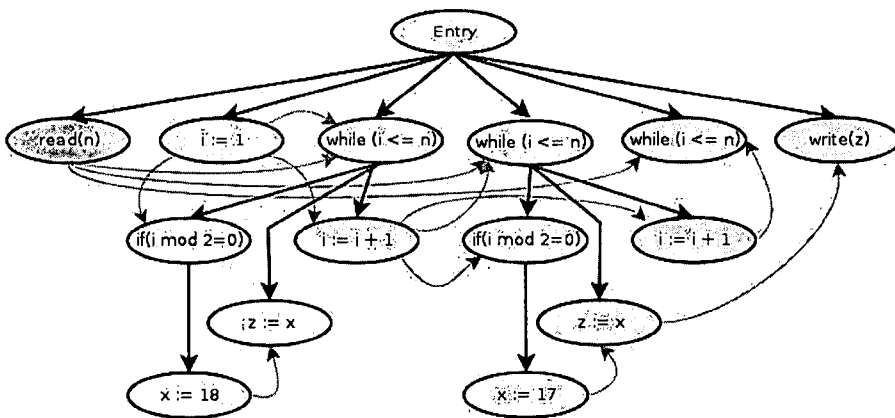 Entry
read(n)
i := 1
while (i <= n)
while (i <= n)
while (i <= n)
write(z)
if(i mod 2=0)
i := i + 1
if(i mod 2=0)
i := i + 1
z := x
z := x
x := 18
x := 17